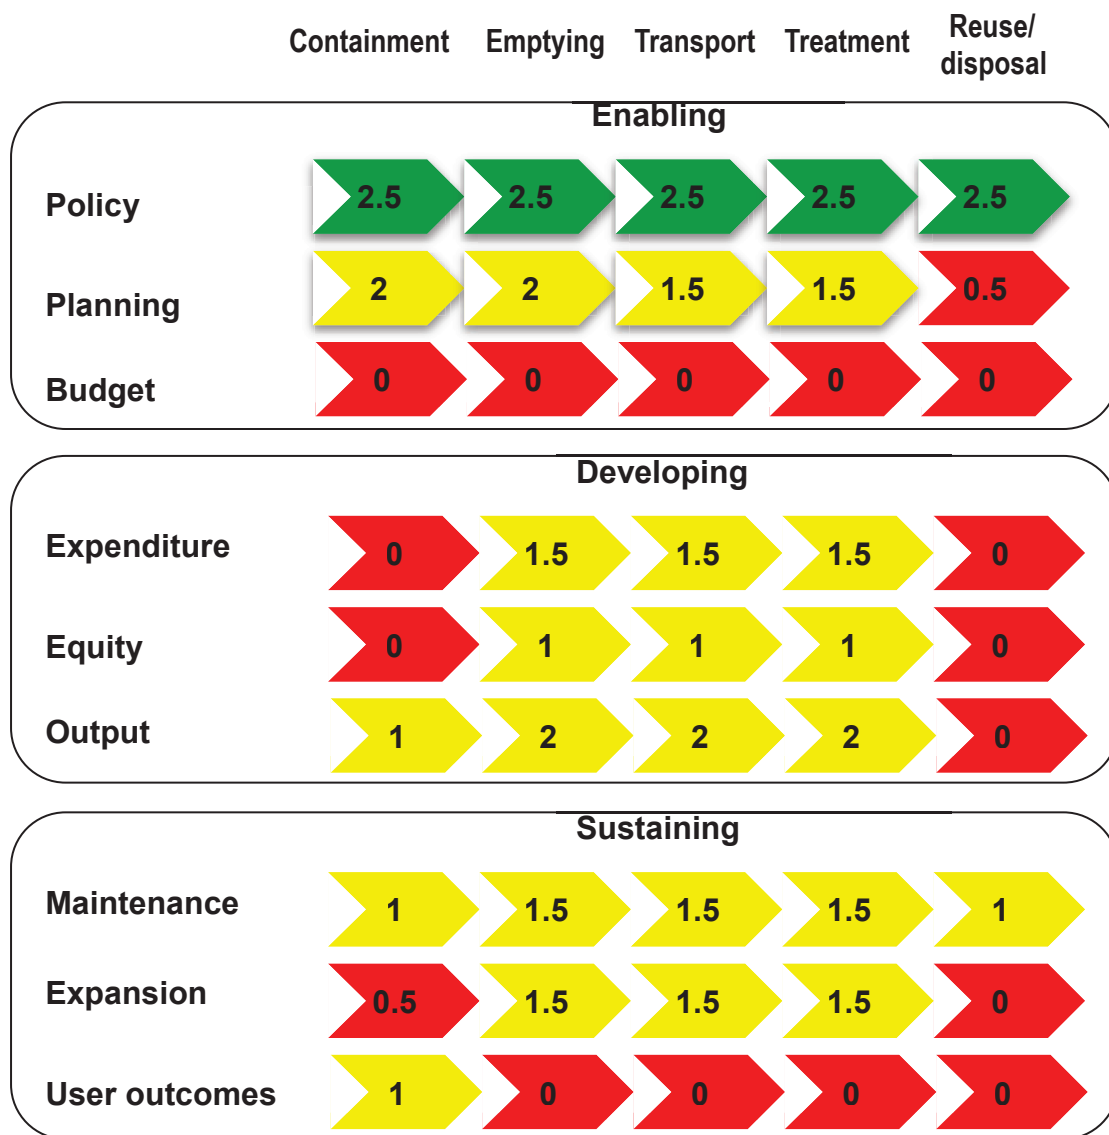 Containment Emptying Transport Treatment Reuse/
disposal
Enabling
Policy 2.5 2.5 2.5 2.5 2.5
Planning 2 2 1.5 1.5 0.5
Budget 0 0 0 0 0
Developing
Expenditure 0 1.5 1.5 1.5 0
Equity 0 1 1 1 0
Output 1 2 2 2 0
Sustaining
Maintenance 1 1.5 1.5 1.5 1
Expansion 0.5 1.5 1.5 1.5 0
User outcomes 1 0 0 0 0